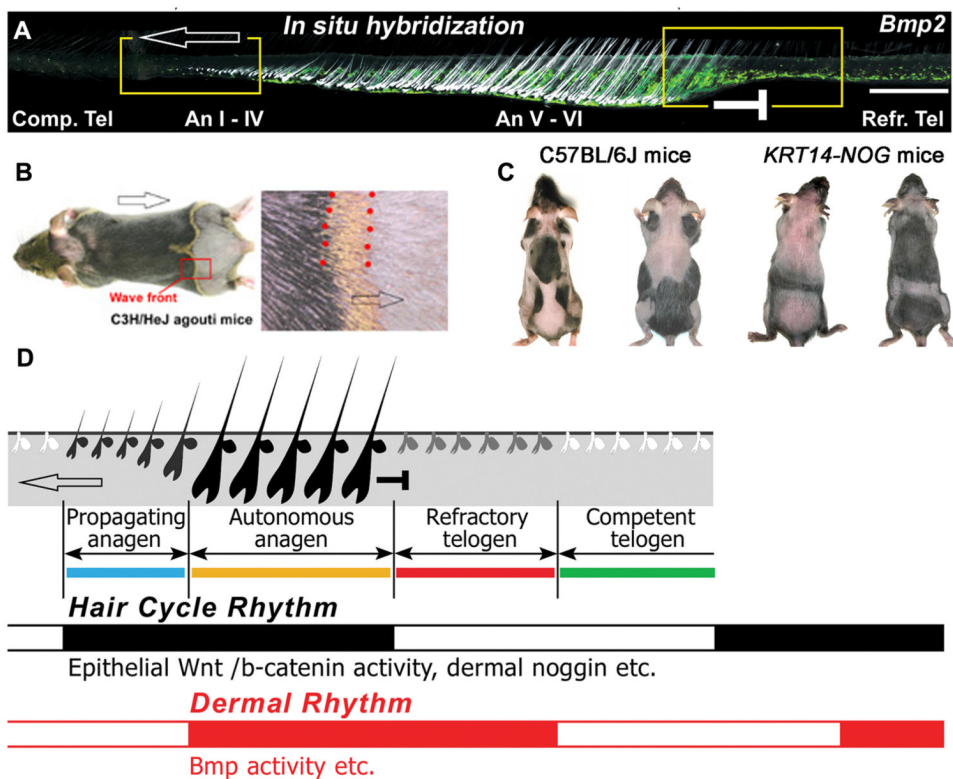 A
In situ hybridization
Bmp2
Comp. Tel
An I - IV
An V - VI
Refr. Tel
B
Wave front
C3H/HeJ agouti mice
C
C57BL/6J mice
KRT14-NOG mice
D
Propagating
anagen
Autonomous
anagen
Refractory
telogen
Competent
telogen
Hair Cycle Rhythm
Epithelial Wnt /b-catenin activity, dermal noggin etc.
Dermal Rhythm
Bmp activity etc.